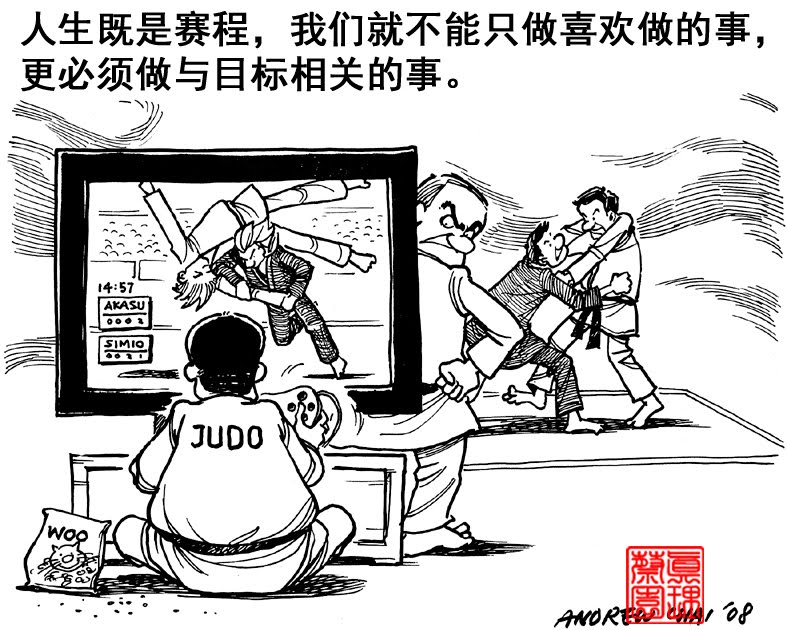 人生既是赛程，我们就不能只做喜欢做的事，
更必须做与目标相关的事。
14:57
AKASU
0002
SIMIO
0021
JUDO
WOO
ANDREW CHAI '08